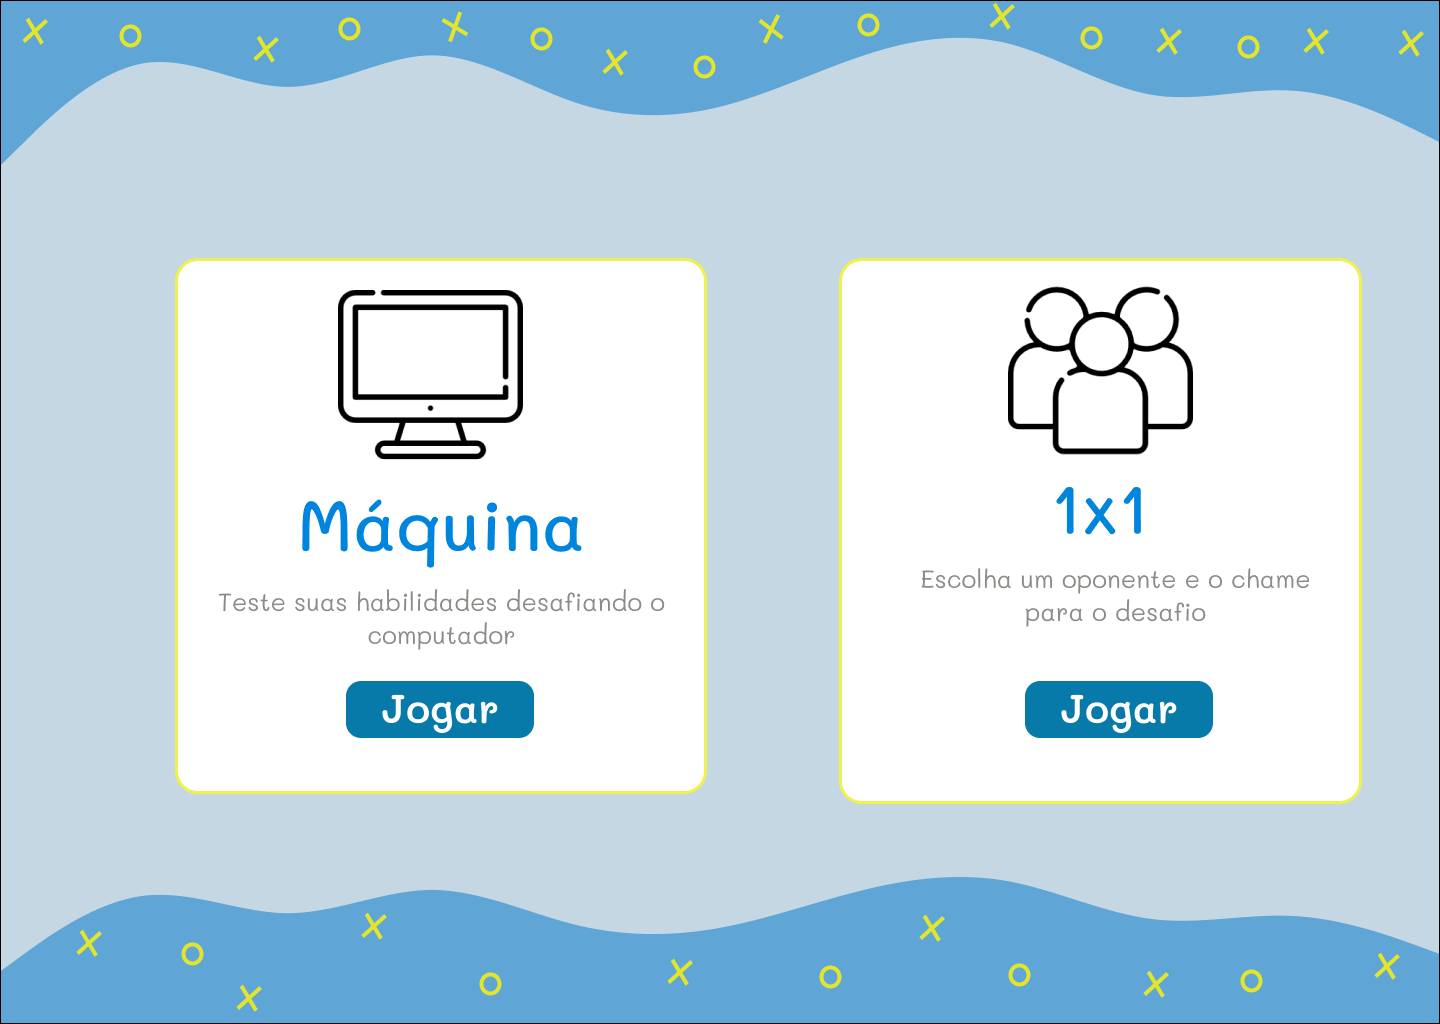 Máquina
Teste suas habilidades desafiando o
computador
Jogar
1x1
Escolha um oponente e o chame
para o desafio
Jogar